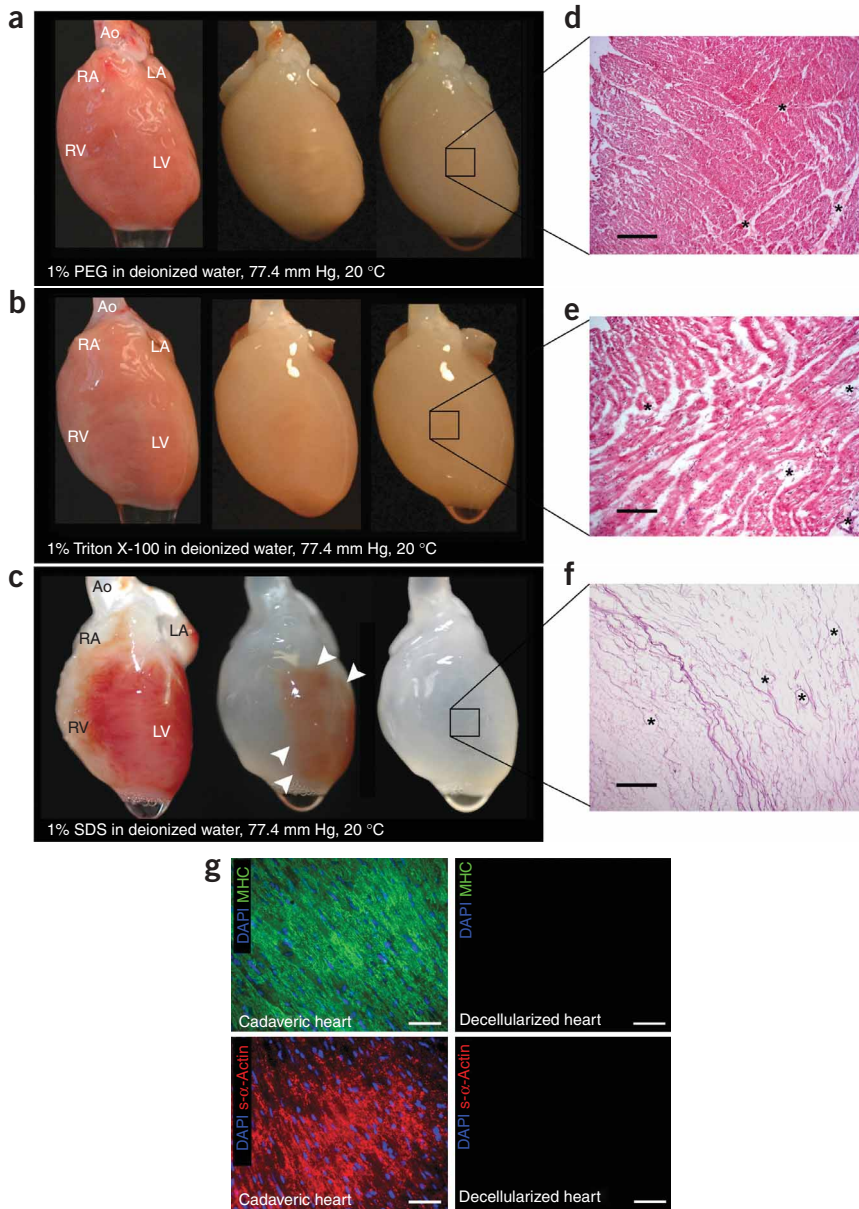 a
Ao
RA
LA
RV
LV
1% PEG in deionized water, 77.4 mm Hg, 20 °C
d
*
*
*
b
Ao
RA
LA
RV
LV
1% Triton X-100 in deionized water, 77.4 mm Hg, 20 °C
e
*
*
*
*
c
Ao
RA
LA
RV
LV
1% SDS in deionized water, 77.4 mm Hg, 20 °C
f
*
*
*
*
g
DAPI MHC
Cadaveric heart
DAPI MHC
Decellularized heart
DAPI s-α-Actin
Cadaveric heart
DAPI s-α-Actin
Decellularized heart